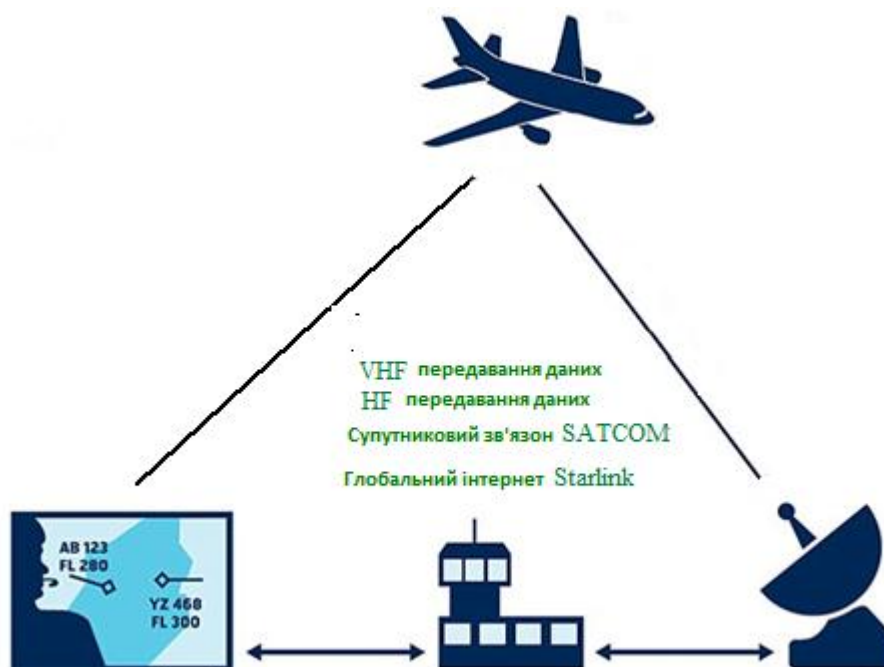 VHF передавання даних
HF передавання даних
Супутниковий зв'язон SATCOM
Глобальний інтернет Starlink
AB 123
FL 280
YZ 468
FL 300